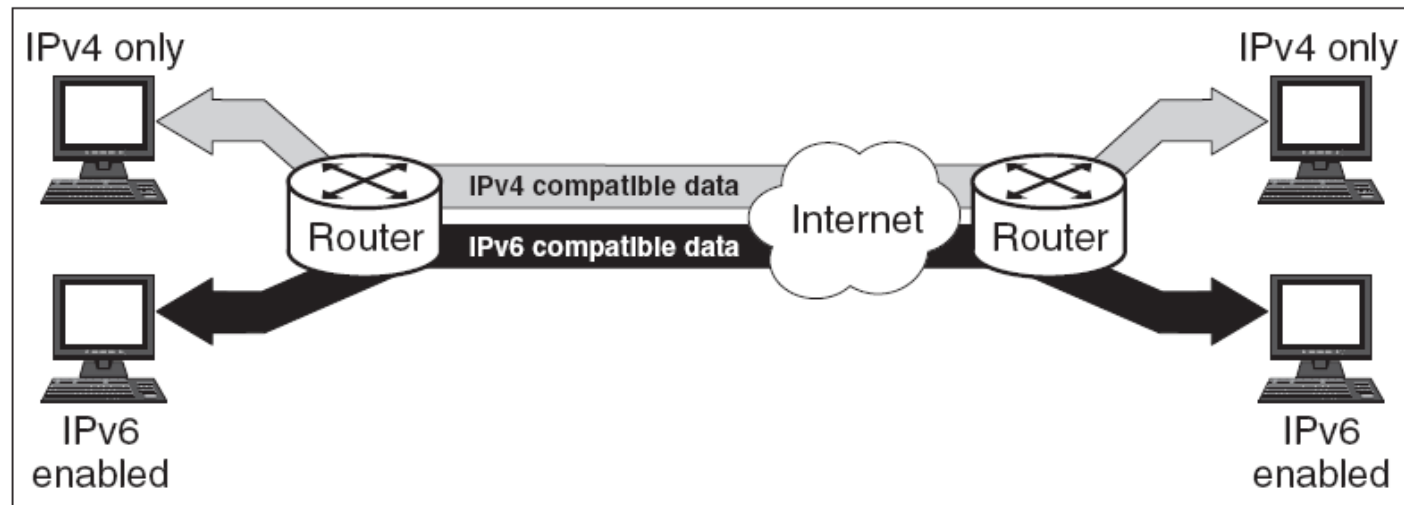 IPv4 only
IPv4 only
IPv4 compatible data
Internet
Router
Router
IPv6 compatible data
IPv6
enabled
IPv6
enabled